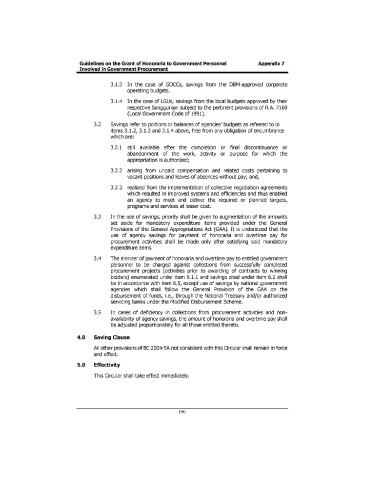 Guidelines on the Grant of Honoraria to Government Personnel Appendix 7
Involved in Government Procurement
3.1.3 In the case of GOCCs, savings from the DBM-approved corporate
operating budgets.
3.1.4 In the case of LGUs, savings from the local budgets approved by their
respective Sanggunian subject to the pertinent provisions of R.A. 7160
(Local Government Code of 1991).
3.2 Savings refer to portions or balances of agencies' budgets as referred to in
items 3.1.2, 3.1.3 and 3.1.4 above, free from any obligation of encumbrance
which are:
3.2.1 still available after the completion or final discontinuance or
abandonment of the work, activity or purpose for which the
appropriation is authorized;
3.2.2 arising from unpaid compensation and related costs pertaining to
vacant positions and leaves of absences without pay; and,
3.2.3 realized from the implementation of collective negotiation agreements
which resulted in improved systems and efficiencies and thus enabled
an agency to meet and deliver the required or planned targets,
programs and services at lesser cost.
3.3 In the use of savings, priority shall be given to augmentation of the amounts
set aside for mandatory expenditure items provided under the General
Provisions of the General Appropriations Act (GAA). It is understood that the
use of agency savings for payment of honoraria and overtime pay for
procurement activities shall be made only after satisfying said mandatory
expenditure items.
3.4 The manner of payment of honoraria and overtime pay to entitled government
personnel to be charged against collections from successfully completed
procurement projects (activities prior to awarding of contracts to winning
bidders) enumerated under item 6.1.1 and savings cited under item 6.2 shall
be in accordance with item 6.5, except use of savings by national government
agencies which shall follow the General Provision of the GAA on the
disbursement of funds, i.e., through the National Treasury and/or authorized
servicing banks under the Modified Disbursement Scheme.
3.5 In cases of deficiency in collections from procurement activities and non-
availability of agency savings, the amount of honoraria and overtime pay shall
be adjusted proportionately for all those entitled thereto.
4.0 Saving Clause
All other provisions of BC 2004-5A not consistent with this Circular shall remain in force
and effect.
5.0 Effectivity
This Circular shall take effect immediately.
196